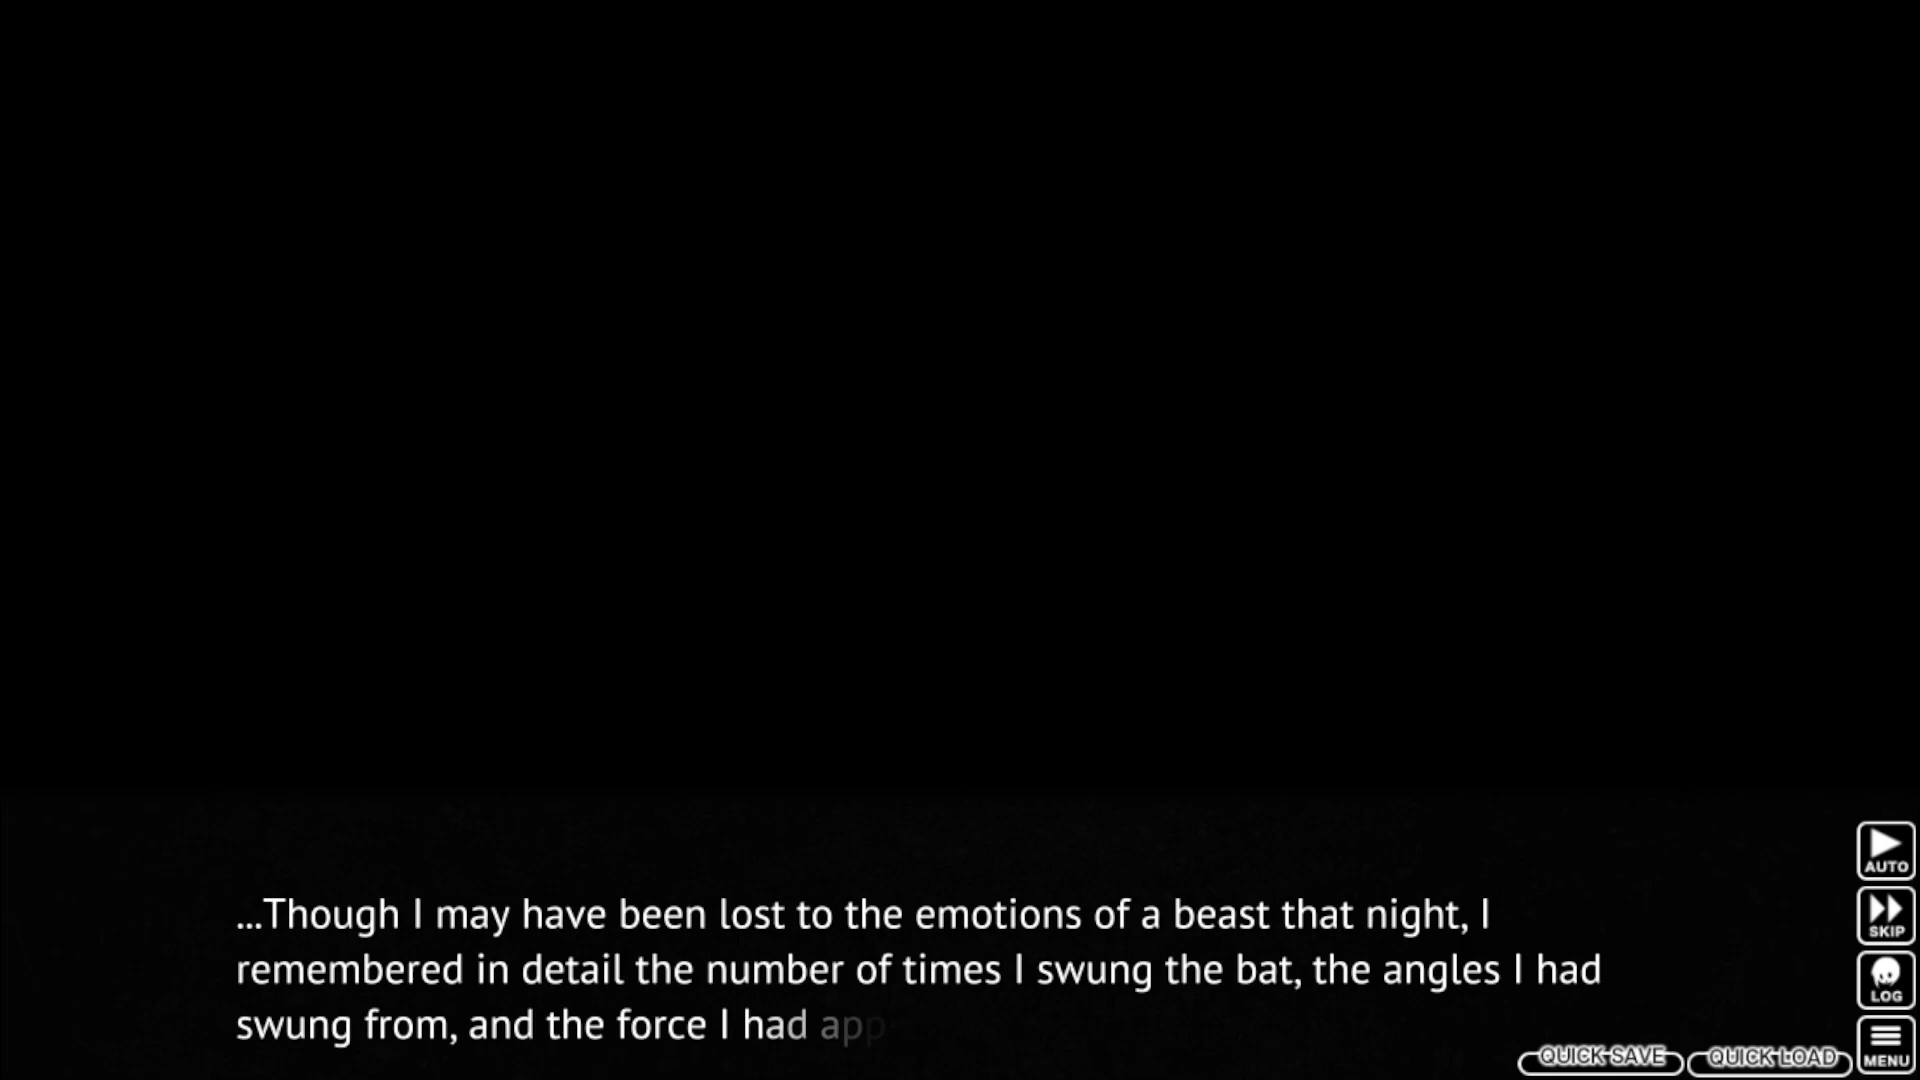 ...Though I may have been lost to the emotions of a beast that night, I
remembered in detail the number of times I swung the bat, the angles I had
swung from, and the force I had app
AUTO
SKIP
LOG
MENU
QUICK SAVE
QUICK LOAD